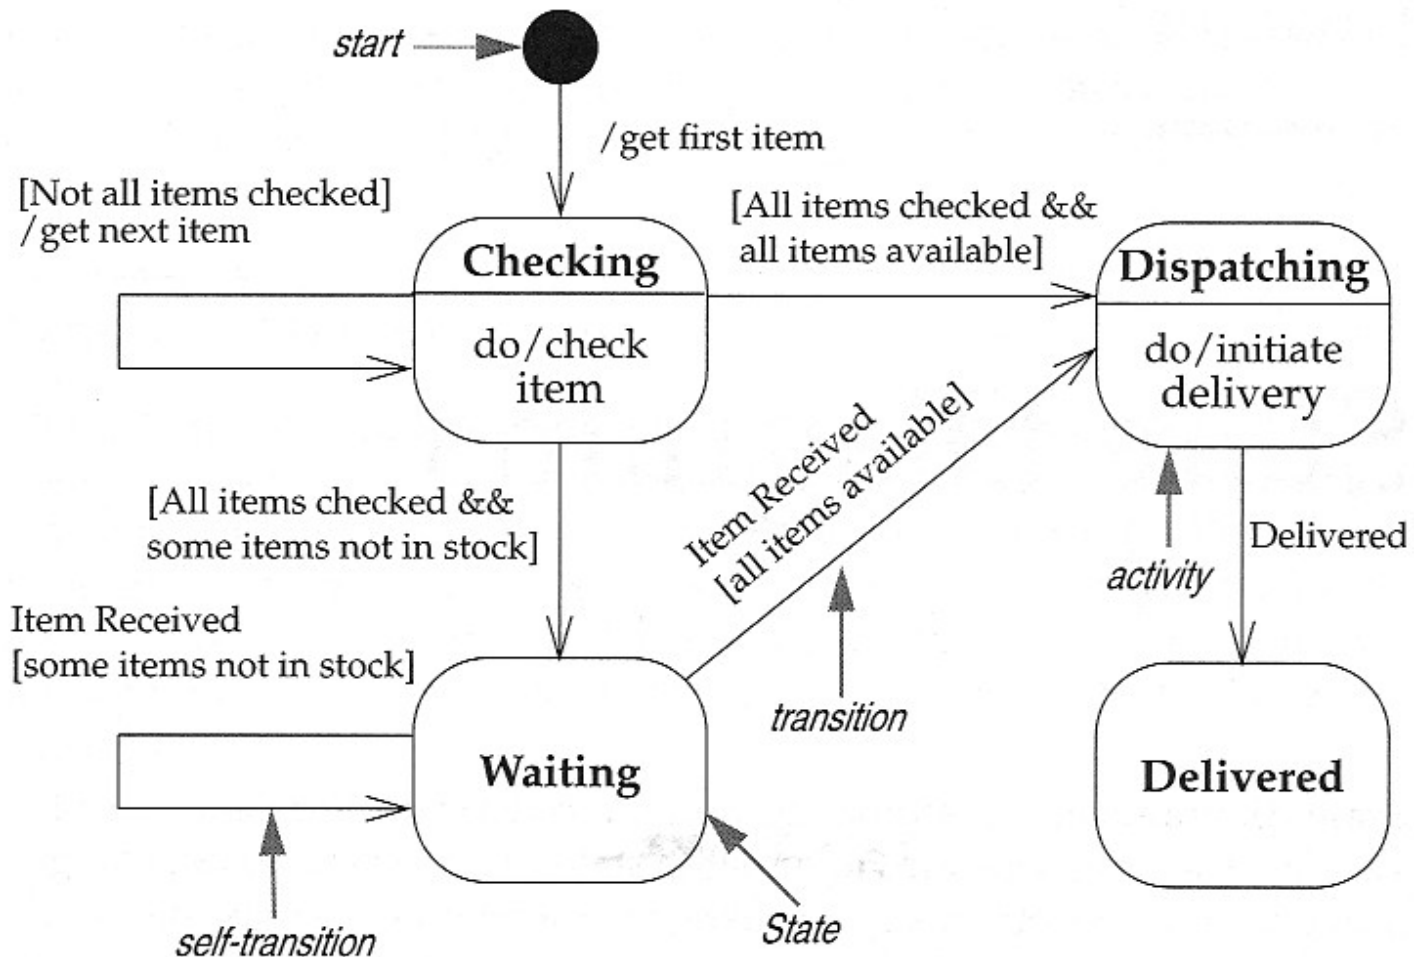 start
/get first item
[Not all items checked]
/get next item
[All items checked &&
all items available]
Checking
do/check
item
Dispatching
do/initiate
delivery
[All items checked &&
some items not in stock]
Item Received
[all items available]
transition
activity
Delivered
Item Received
[some items not in stock]
Waiting
Delivered
self-transition
State